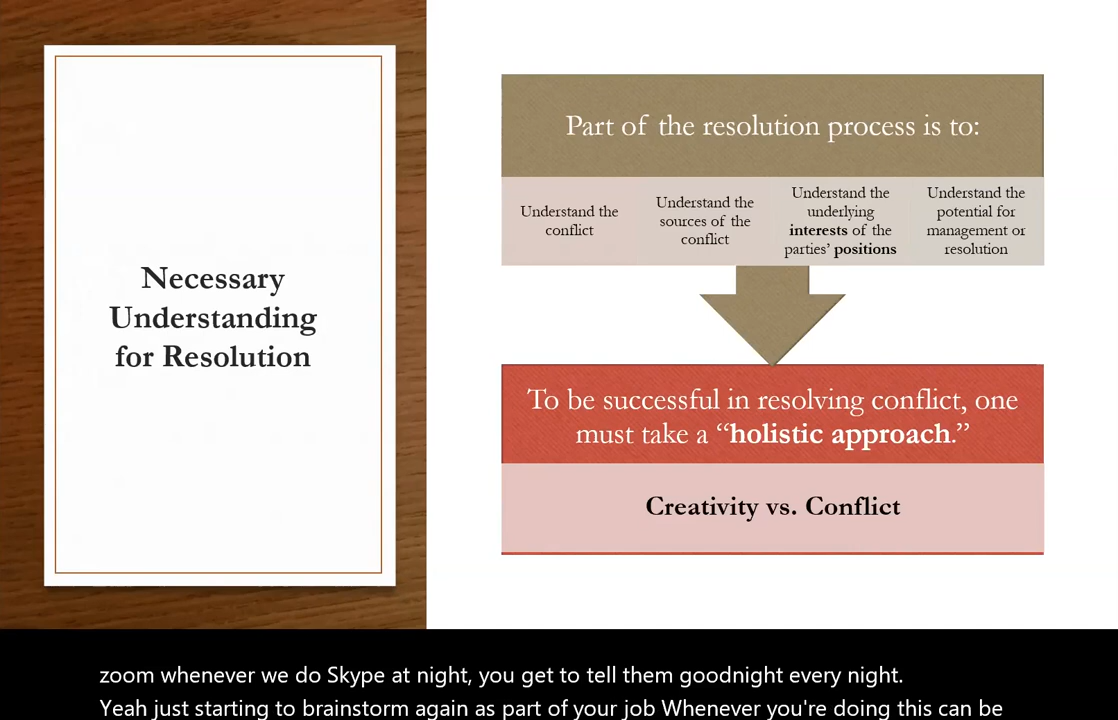 Necessary
Understanding
for Resolution
Part of the resolution process is to:
Understand the
conflict
Understand the
sources of the
conflict
Understand the
underlying
interests of the
parties' positions
Understand the
potential for
management or
resolution
To be successful in resolving conflict, one
must take a “holistic approach.”
Creativity vs. Conflict
zoom whenever we do Skype at night, you get to tell them goodnight every night.
Yeah just starting to brainstorm again as part of your job Whenever you're doing this can be